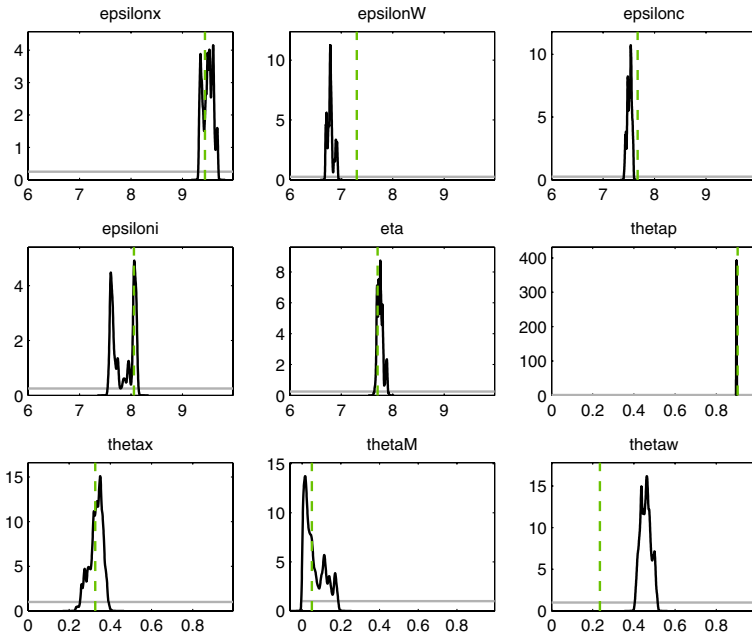 epsilonx epsilonW epsilonc
4 10 10
3
2 5 5
1
0 0 0
6 7 8 9 6 7 8 9 6 7 8 9
epsiloni eta thetap
4 8 400
6 300
2 4 200
2 100
0 0 0
6 7 8 9 6 7 8 9 0 0.2 0.4 0.6 0.8
thetax thetaM thetaw
15 15 15
10 10 10
5 5 5
0 0 0
0 0.2 0.4 0.6 0.8 0 0.2 0.4 0.6 0.8 0 0.2 0.4 0.6 0.8